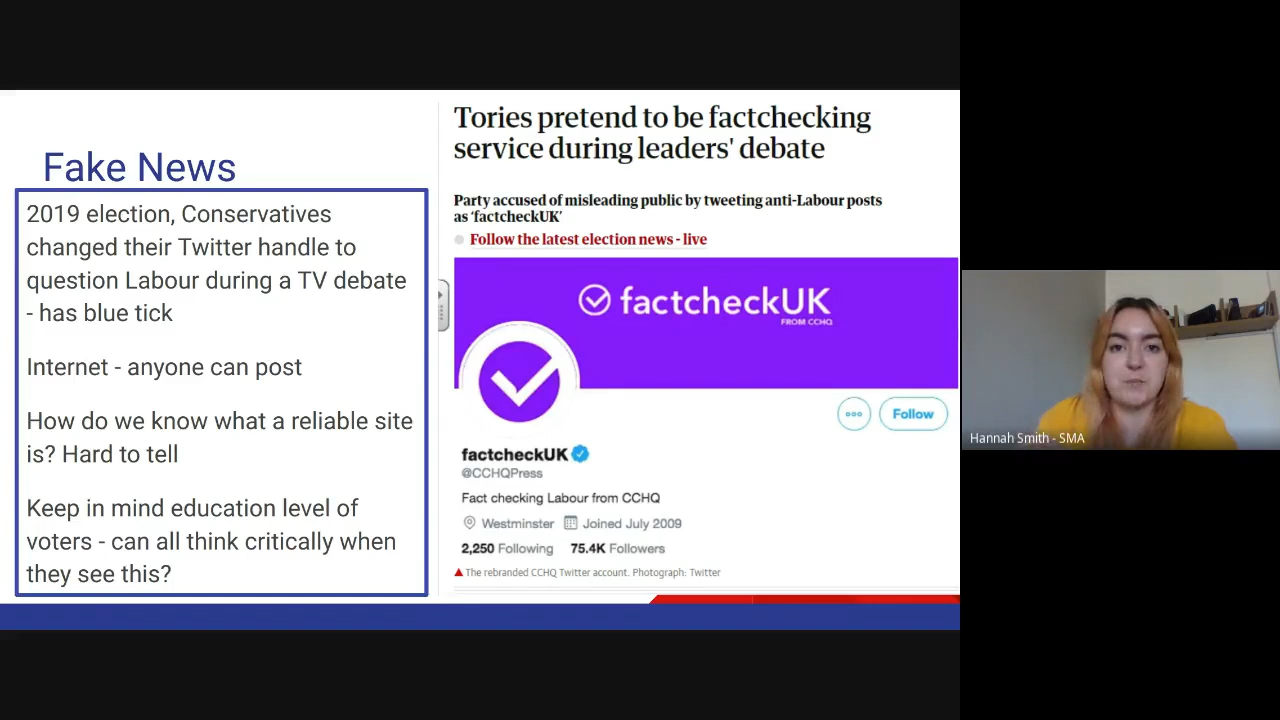 Fake News
2019 election, Conservatives
changed their Twitter handle to
question Labour during a TV debate
- has blue tick
Internet - anyone can post
How do we know what a reliable site
is? Hard to tell
Keep in mind education level of
voters - can all think critically when
they see this?
Tories pretend to be factchecking
service during leaders' debate
Party accused of misleading public by tweeting anti-Labour posts
as ‘factcheckUK’
Follow the latest election news - live
factcheckUK
FROM CCHQ
Follow
factcheckUK
@CCHQPress
Fact checking Labour from CCHQ
Westminster Joined July 2009
2,250 Following 75.4K Followers
The rebranded CCHQ Twitter account. Photograph: Twitter
Hannah Smith - SMA